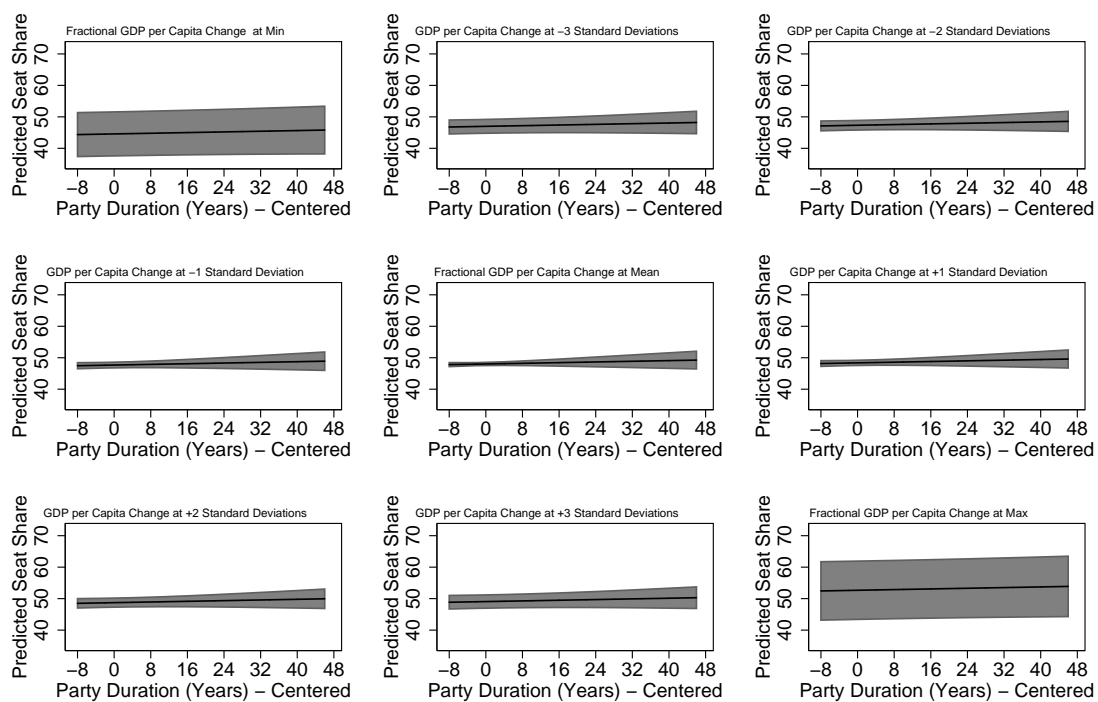 Fractional GDP per Capita Change at Min
Predicted Seat Share
40 50 60 70
−8 0 8 16 24 32 40 48
Party Duration (Years) − Centered
GDP per Capita Change at −3 Standard Deviations
Predicted Seat Share
40 50 60 70
−8 0 8 16 24 32 40 48
Party Duration (Years) − Centered
GDP per Capita Change at −2 Standard Deviations
Predicted Seat Share
40 50 60 70
−8 0 8 16 24 32 40 48
Party Duration (Years) − Centered
GDP per Capita Change at −1 Standard Deviation
Predicted Seat Share
40 50 60 70
−8 0 8 16 24 32 40 48
Party Duration (Years) − Centered
Fractional GDP per Capita Change at Mean
Predicted Seat Share
40 50 60 70
−8 0 8 16 24 32 40 48
Party Duration (Years) − Centered
GDP per Capita Change at +1 Standard Deviation
Predicted Seat Share
40 50 60 70
−8 0 8 16 24 32 40 48
Party Duration (Years) − Centered
GDP per Capita Change at +2 Standard Deviations
Predicted Seat Share
40 50 60 70
−8 0 8 16 24 32 40 48
Party Duration (Years) − Centered
GDP per Capita Change at +3 Standard Deviations
Predicted Seat Share
40 50 60 70
−8 0 8 16 24 32 40 48
Party Duration (Years) − Centered
Fractional GDP per Capita Change at Max
Predicted Seat Share
40 50 60 70
−8 0 8 16 24 32 40 48
Party Duration (Years) − Centered